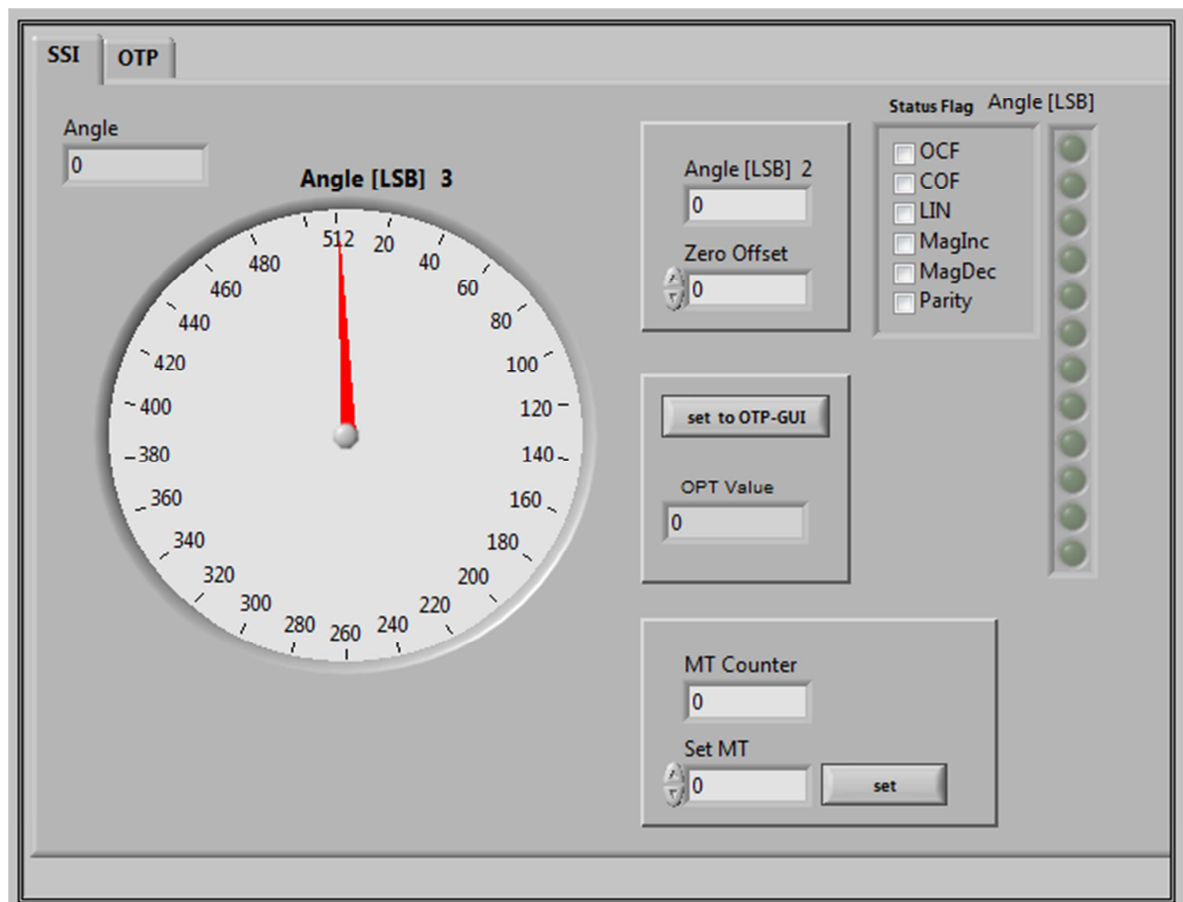 SSI
OTP
Angle
0
Angle [LSB] 3
512
20
40
60
80
100
120
140
160
180
200
220
240
260
280
300
320
340
360
380
400
420
440
460
480
Angle [LSB] 2
0
Zero Offset
0
Status Flag
OCF
COF
LIN
MagInc
MagDec
Parity
Angle [LSB]
set to OTP-GUI
OPT Value
0
MT Counter
0
Set MT
0
set